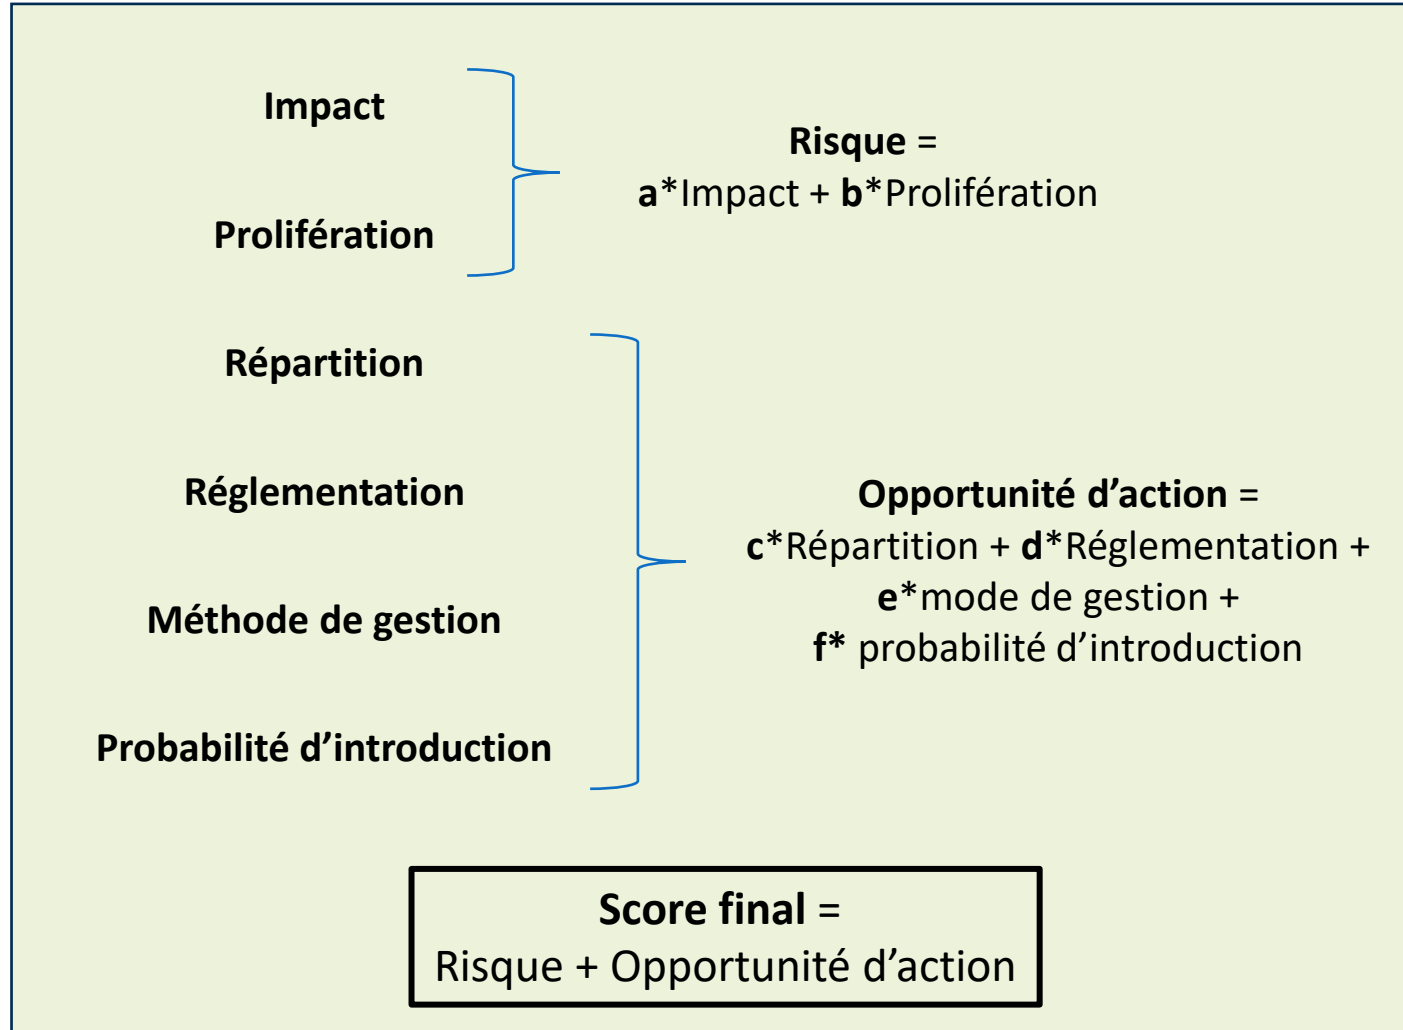 Impact
Prolifération
Risque =
a*Impact + b*Prolifération
Répartition
Réglementation
Méthode de gestion
Probabilité d’introduction
Opportunité d’action =
c*Répartition + d*Réglementation +
e*mode de gestion +
f* probabilité d’introduction
Score final =
Risque + Opportunité d’action